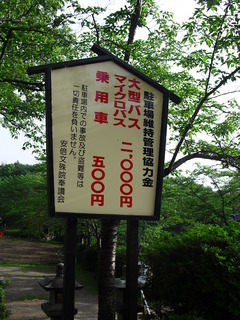 駐車場維持管理協力金
大型バス
マイクロバス 二、〇〇〇円
乗用車 五〇〇円
駐車場内での事故及び盗難等は
一切責任を負いません。
安倍文殊院奉讃会